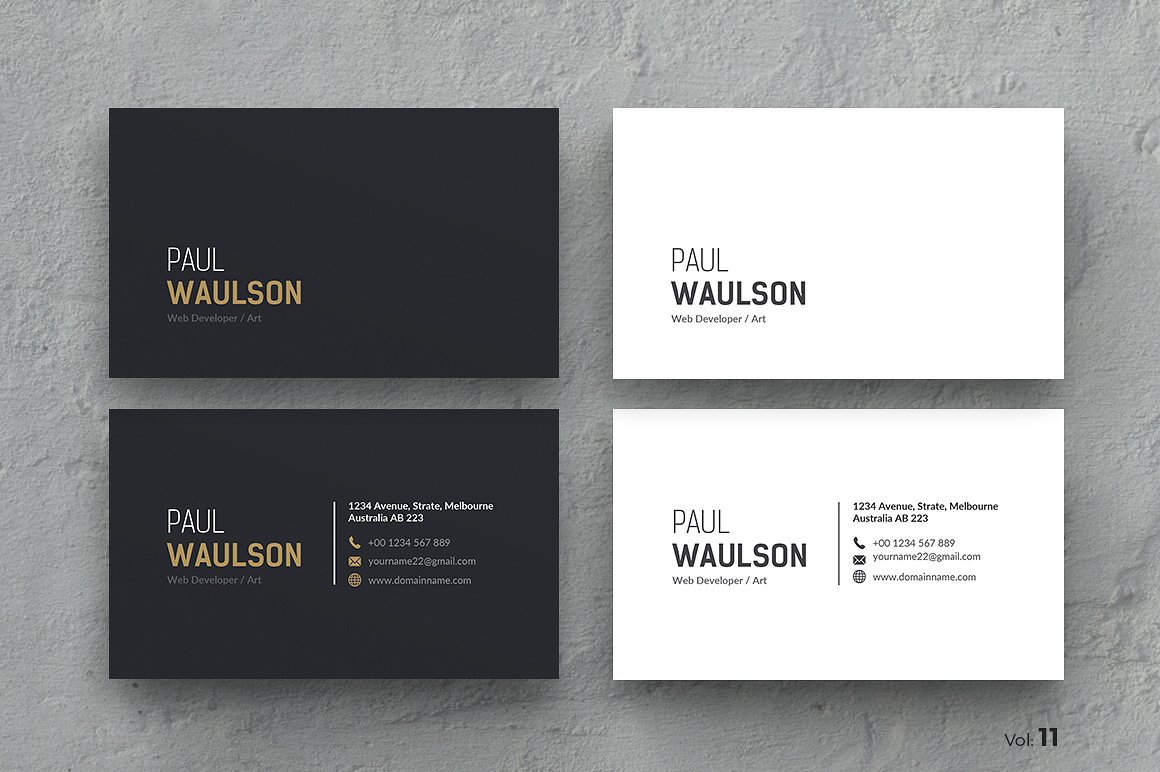 PAUL
WAULSON
Web Developer / Art
PAUL
WAULSON
Web Developer / Art
PAUL
WAULSON
Web Developer / Art
1234 Avenue, Strate, Melbourne
Australia AB 223
+00 1234 567 889
yourname22@gmail.com
www.domainname.com
PAUL
WAULSON
Web Developer / Art
1234 Avenue, Strate, Melbourne
Australia AB 223
+00 1234 567 889
yourname22@gmail.com
www.domainname.com
Vol: 11